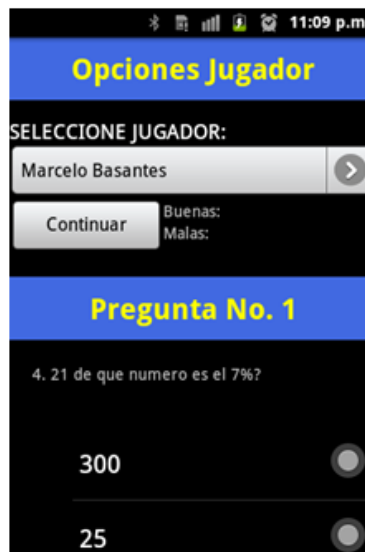 11:09 p.m
Opciones Jugador
SELECCIONE JUGADOR:
Marcelo Basantes
Continuar
Buenas:
Malas:
Pregunta No. 1
4. 21 de que numero es el 7%?
300
25